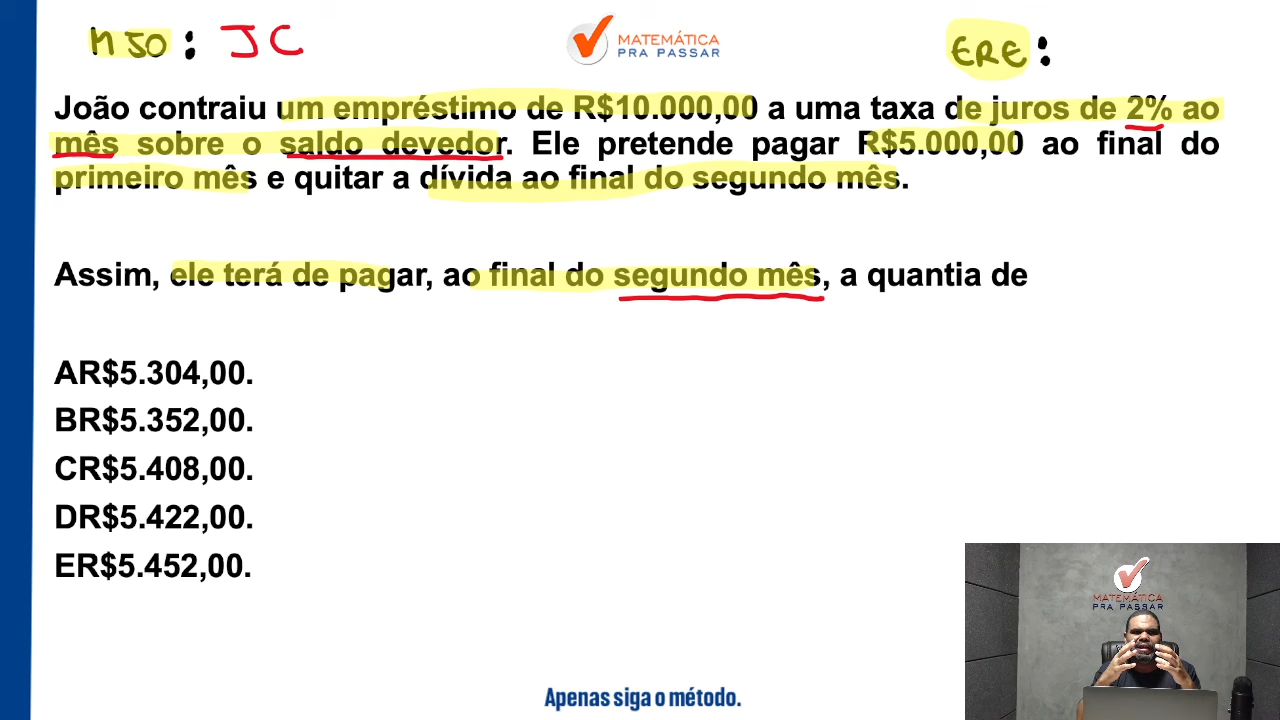 MJO: JC
MATEMÁTICA
PRA PASSAR
ERE:
João contraiu um empréstimo de R$10.000,00 a uma taxa de juros de 2% ao
mês sobre o saldo devedor. Ele pretende pagar R$5.000,00 ao final do
primeiro mês e quitar a dívida ao final do segundo mês.
Assim, ele terá de pagar, ao final do segundo mês, a quantia de
AR$5.304,00.
BR$5.352,00.
CR$5.408,00.
DR$5.422,00.
ER$5.452,00.
MATEMÁTICA
PRA PASSAR
Apenas siga o método.